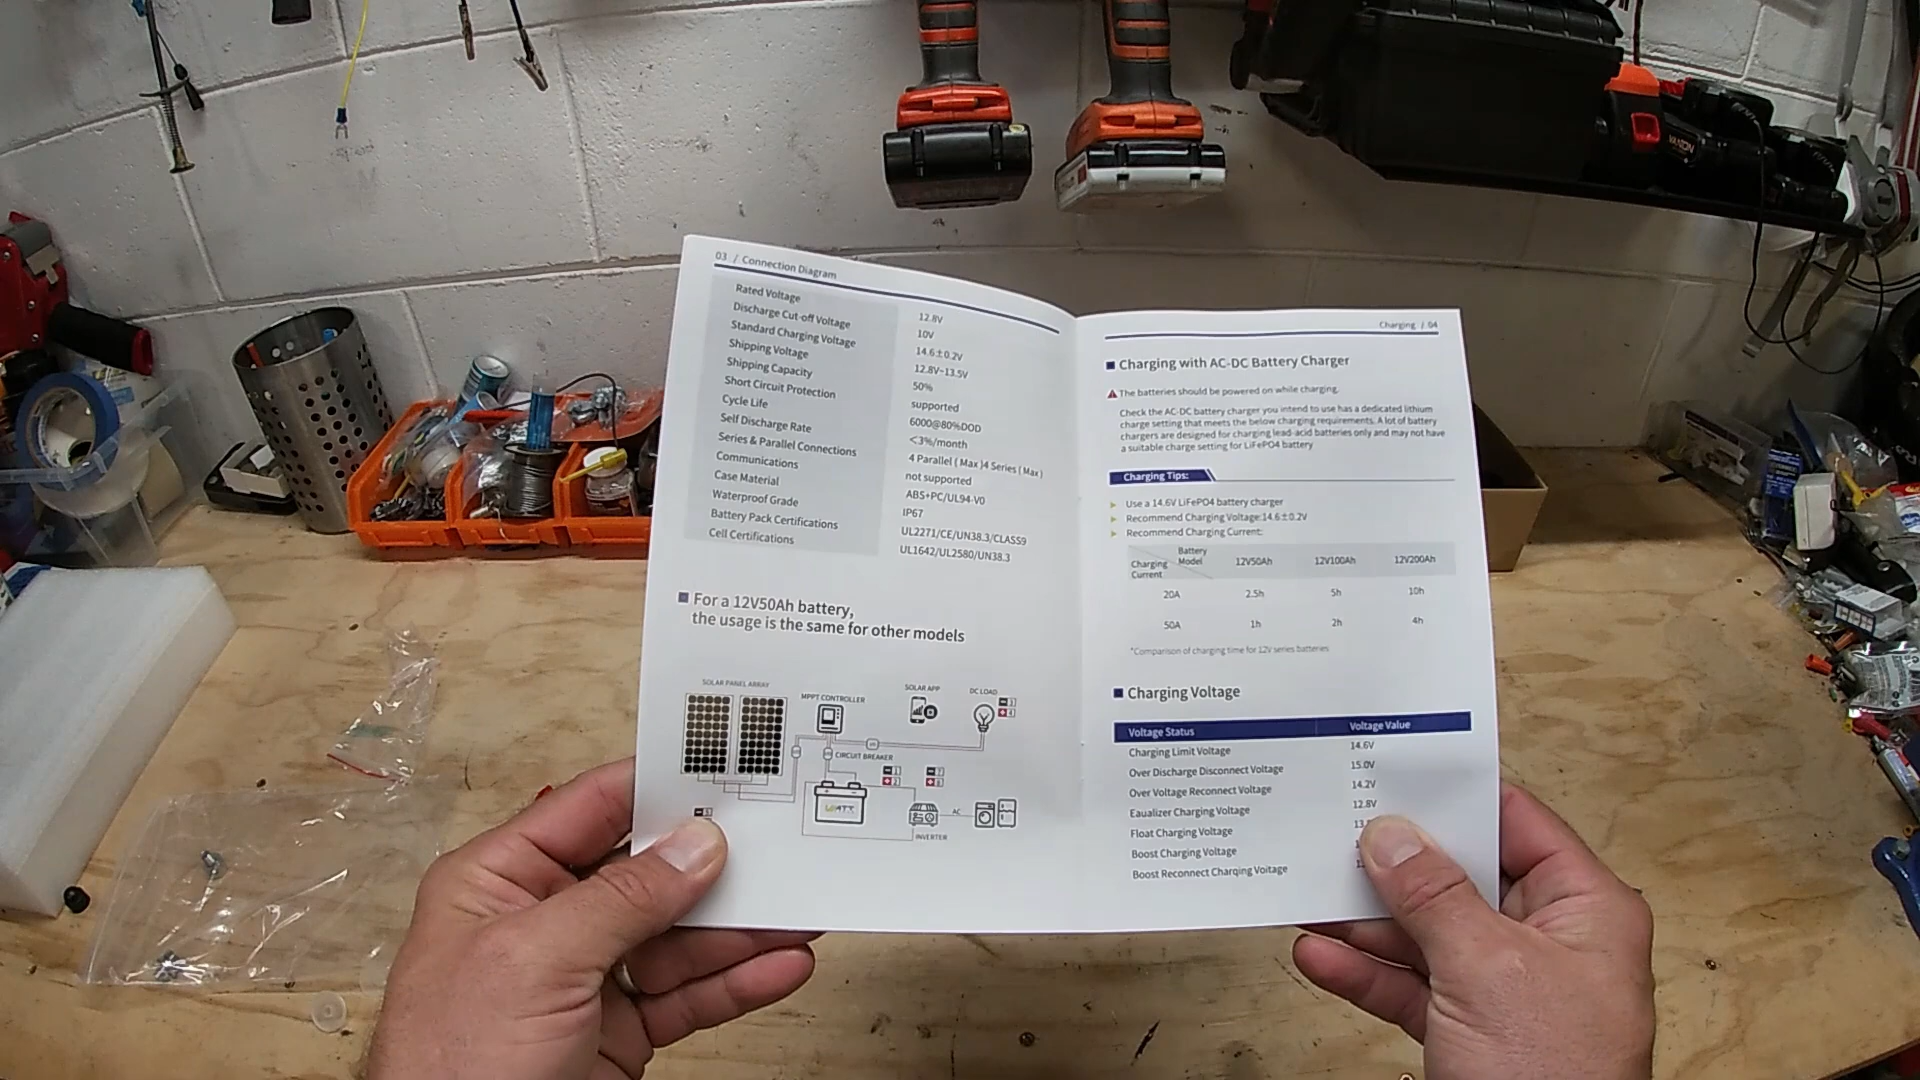 03 / Connection Diagram
Rated Voltage 12.8V
Discharge Cut-off Voltage 10V
Standard Charging Voltage 14.6±0.2V
Shipping Voltage 12.8V~13.5V
Shipping Capacity 50%
Short Circuit Protection supported
Cycle Life 6000@80%DOD
Self Discharge Rate <3%/month
Series & Parallel Connections 4 Parallel ( Max )4 Series ( Max )
Communications not supported
Case Material ABS+PC/UL94-V0
Waterproof Grade IP67
Battery Pack Certifications UL2271/CE/UN38.3/CLASS9
Cell Certifications UL1642/UL2580/UN38.3
For a 12V50Ah battery,
the usage is the same for other models
SOLAR PANEL ARRAY
MPPT CONTROLLER
SOLAR APP
DC LOAD
CIRCUIT BREAKER
AC
INVERTER
Charging / 04
Charging with AC-DC Battery Charger
The batteries should be powered on while charging.
Check the AC-DC battery charger you intend to use has a dedicated lithium
charge setting that meets the below charging requirements. A lot of battery
chargers are designed for charging lead-acid batteries only and may not have
a suitable charge setting for LiFePO4 battery
Charging Tips:
Use a 14.6V LiFePO4 battery charger
Recommend Charging Voltage:14.6±0.2V
Recommend Charging Current:
Battery Model Charging Current 12V50Ah 12V100Ah 12V200Ah
20A 2.5h 5h 10h
50A 1h 2h 4h
*Comparison of charging time for 12V series batteries
Charging Voltage
Voltage Status Voltage Value
Charging Limit Voltage 14.6V
Over Discharge Disconnect Voltage 15.0V
Over Voltage Reconnect Voltage 14.2V
Eaualizer Charging Voltage 12.8V
Float Charging Voltage
Boost Charging Voltage
Boost Reconnect Charqinq Voitage